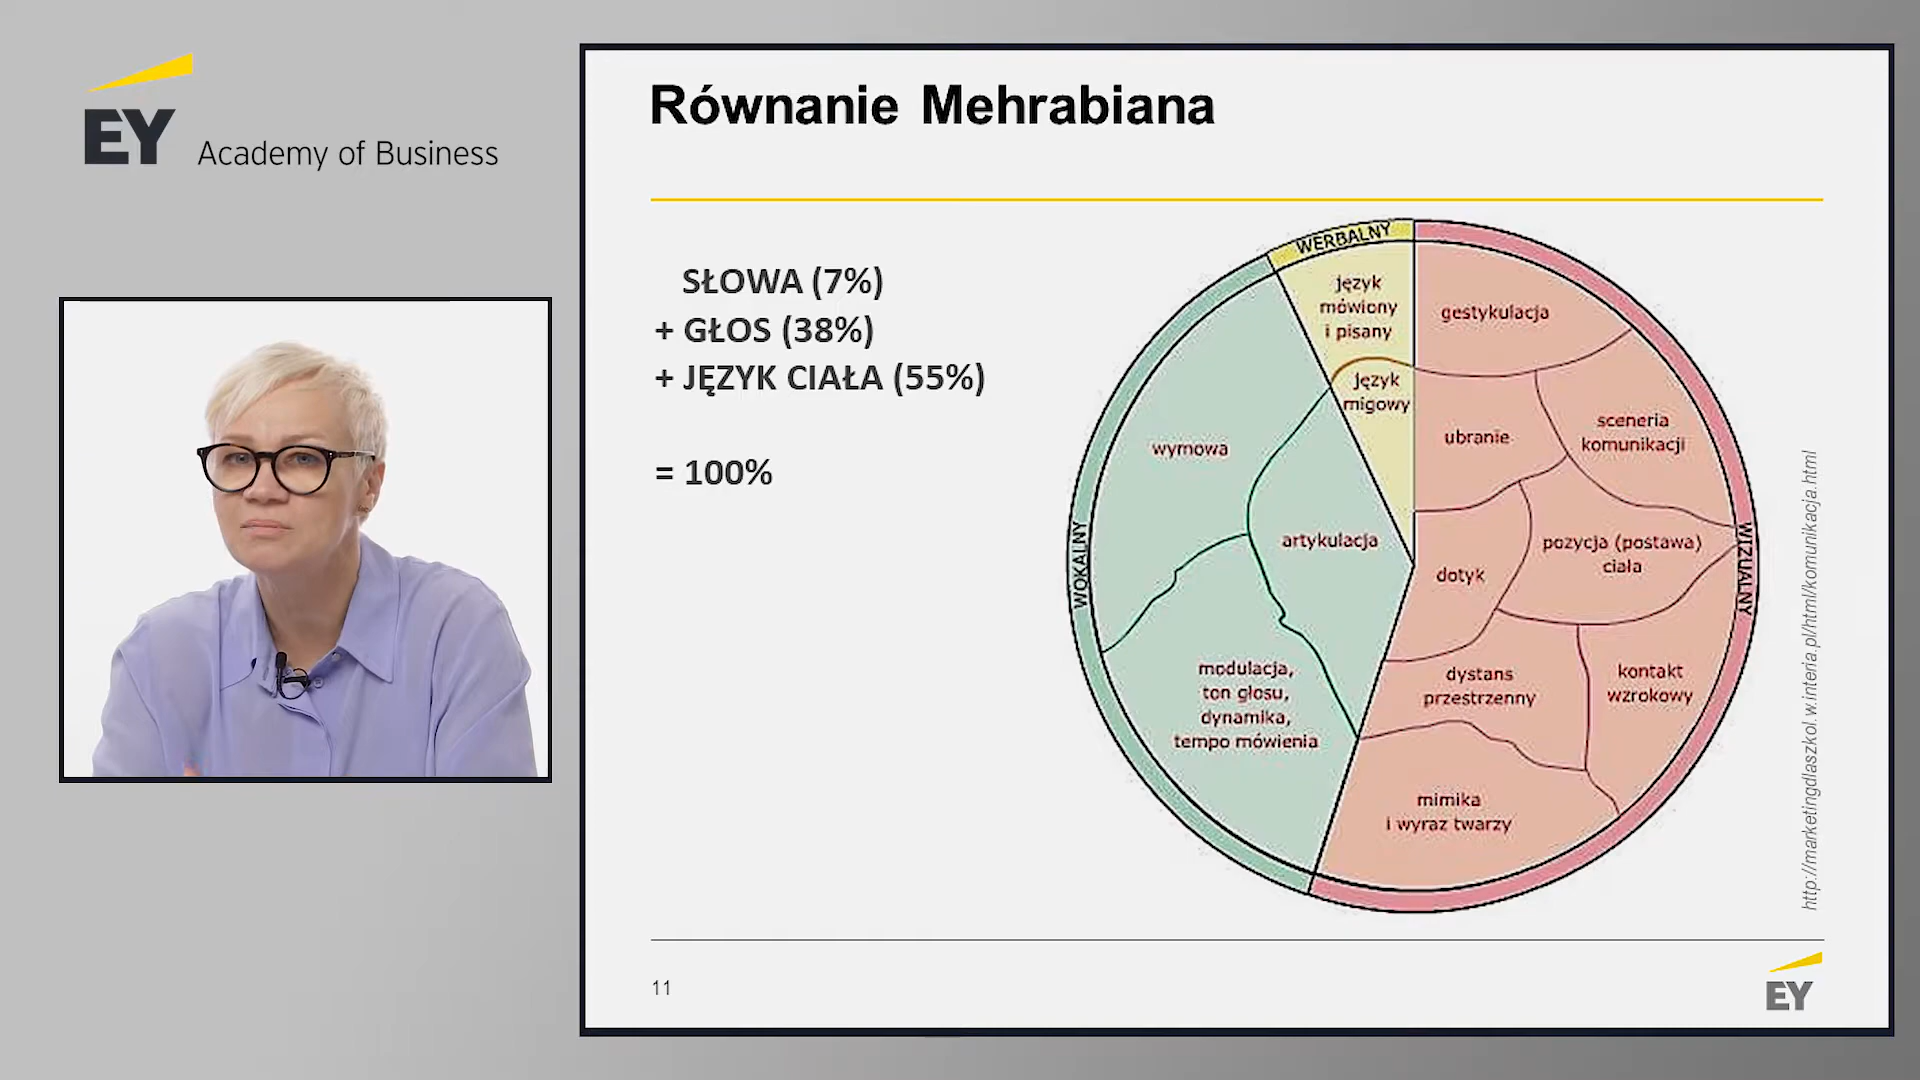 EY
Academy of Business
Równanie Mehrabiana
SŁOWA (7%)
+ GŁOS (38%)
+ JĘZYK CIAŁA (55%)
= 100%
WERBALNY
WOKALNY
WIZUALNY
język
mówiony
i pisany
język
migowy
gestykulacja
ubranie
sceneria
komunikacji
wymowa
artykulacja
dotyk
pozycja (postawa)
ciała
modulacja,
ton głosu,
dynamika,
tempo mówienia
dystans
przestrzenny
kontakt
wzrokowy
mimika
i wyraz twarzy
http://marketingdlaszkol.w.interia.pl/html/komunikacja.html
11
EY